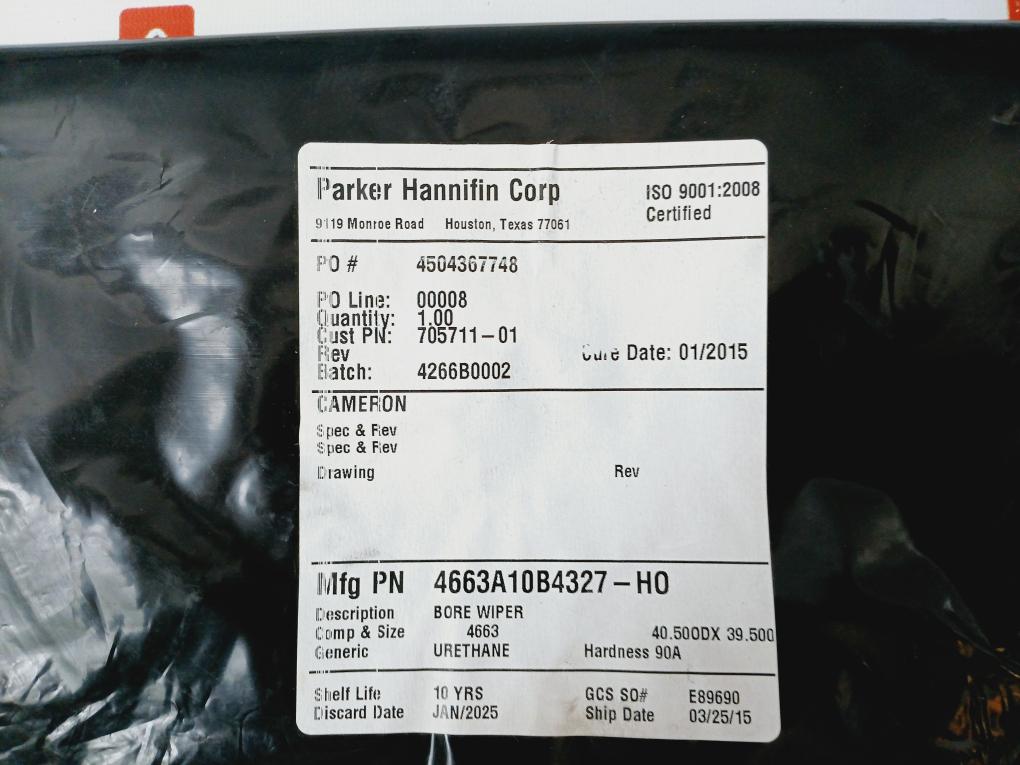 Parker Hannifin Corp
ISO 9001:2008
Certified
9119 Monroe Road Houston, Texas 77061
PO # 4504367748
PO Line: 00008
Quantity: 1.00
Cust PN: 705711-01
Rev
Cure Date: 01/2015
Batch: 4266B0002
CAMERON
Spec & Rev
Spec & Rev
Drawing Rev
Mfg PN 4663A10B4327-HO
Description BORE WIPER
Comp & Size 4663 40.500DX 39.500
Generic URETHANE Hardness 90A
Shelf Life 10 YRS GCS SO# E89690
Discard Date JAN/2025 Ship Date 03/25/15